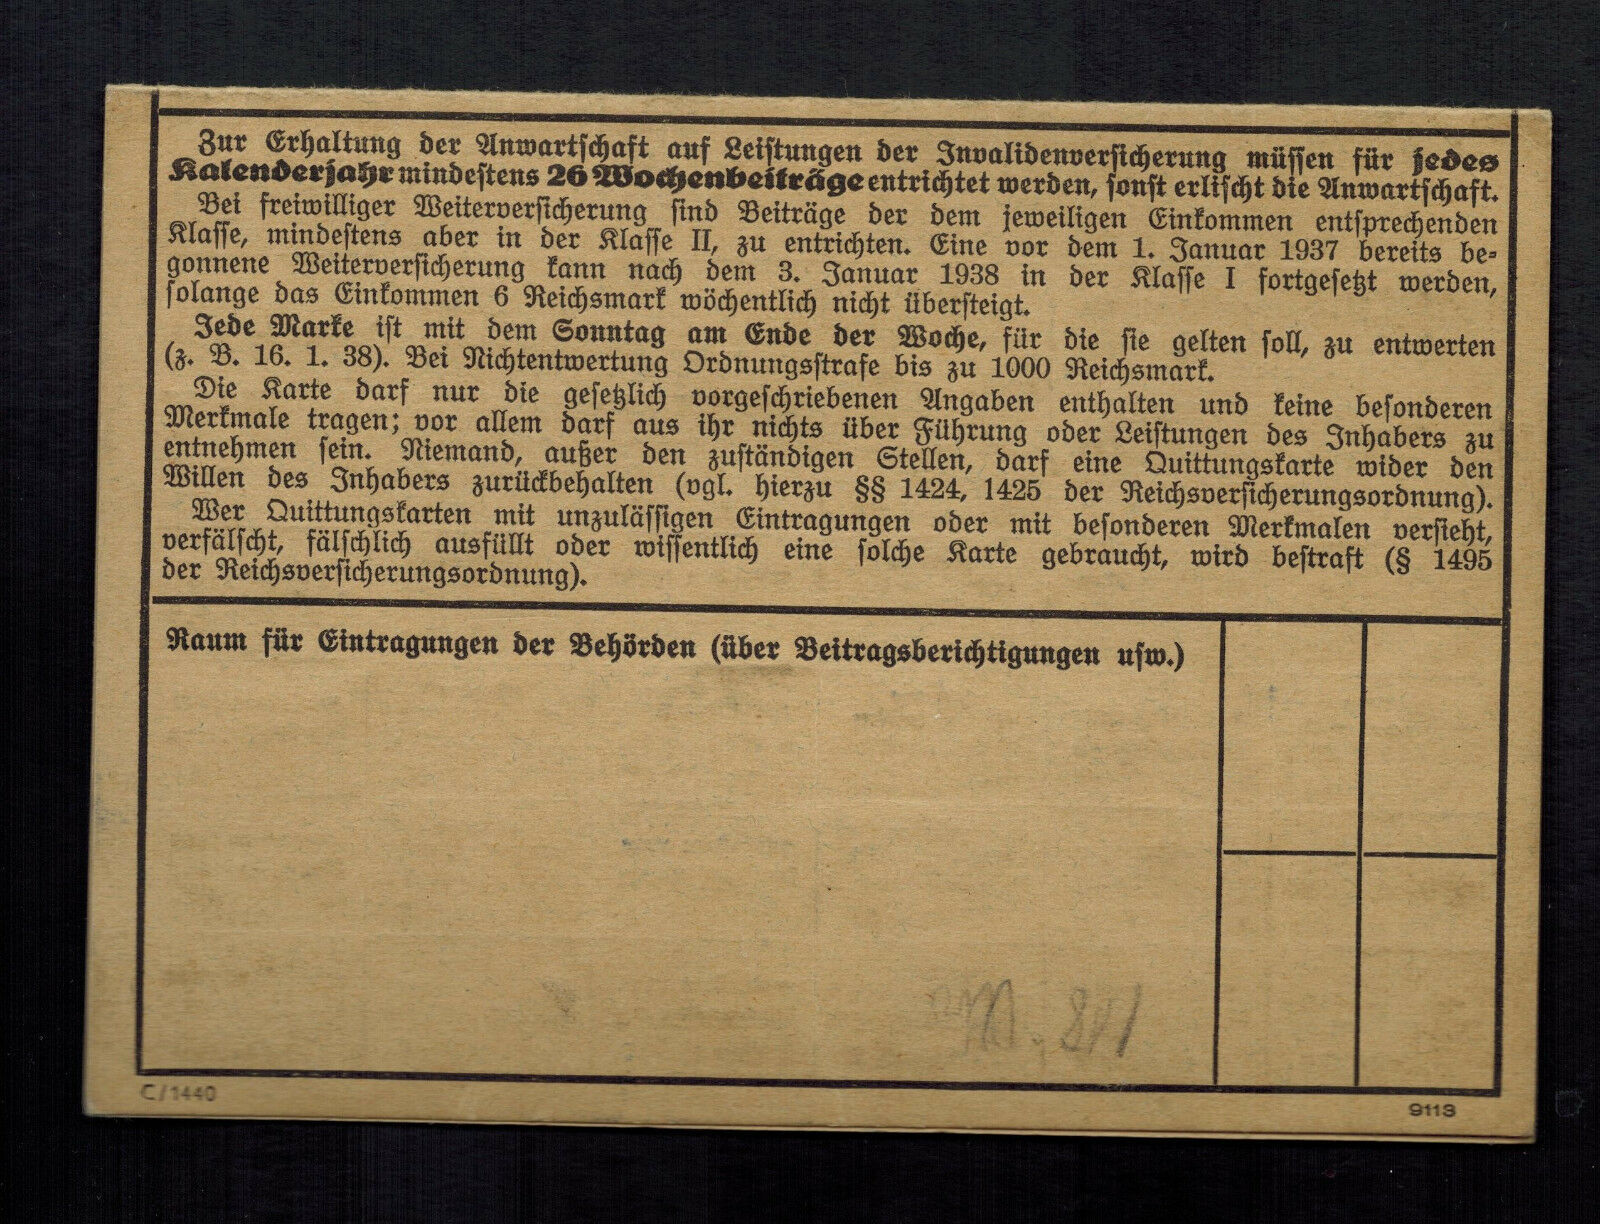 Zur Erhaltung der Anwartschaft auf Leistungen der Invalidenversicherung müssen für jedes
Kalenderjahr mindestens 26 Wochenbeiträge entrichtet werden, sonst erlischt die Anwartschaft.
Bei freiwilliger Weiterversicherung sind Beiträge der dem jeweiligen Einkommen entsprechenden
Klasse, mindestens aber in der Klasse II, zu entrichten. Eine vor dem 1. Januar 1937 bereits be-
gonnene Weiterversicherung kann nach dem 3. Januar 1938 in der Klasse I fortgesetzt werden,
solange das Einkommen 6 Reichsmark wöchentlich nicht übersteigt.
Jede Marke ist mit dem Sonntag am Ende der Woche, für die sie gelten soll, zu entwerten
(z. B. 16. 1. 38). Bei Nichtentwertung Ordnungsstrafe bis zu 1000 Reichsmark.
Die Karte darf nur die gesetzlich vorgeschriebenen Angaben enthalten und keine besonderen
Merkmale tragen; vor allem darf aus ihr nichts über Führung oder Leistungen des Inhabers zu
entnehmen sein. Niemand, außer den zuständigen Stellen, darf eine Quittungskarte wider den
Willen des Inhabers zurückbehalten (vgl. hierzu §§ 1424, 1425 der Reichsversicherungsordnung).
Wer Quittungskarten mit unzulässigen Eintragungen oder mit besonderen Merkmalen versieht,
verfälscht, fälschlich ausfüllt oder wissentlich eine solche Karte gebraucht, wird bestraft (§ 1495
der Reichsversicherungsordnung).
Raum für Eintragungen der Behörden (über Beitragsberichtigungen usw.)
C/1440
9113